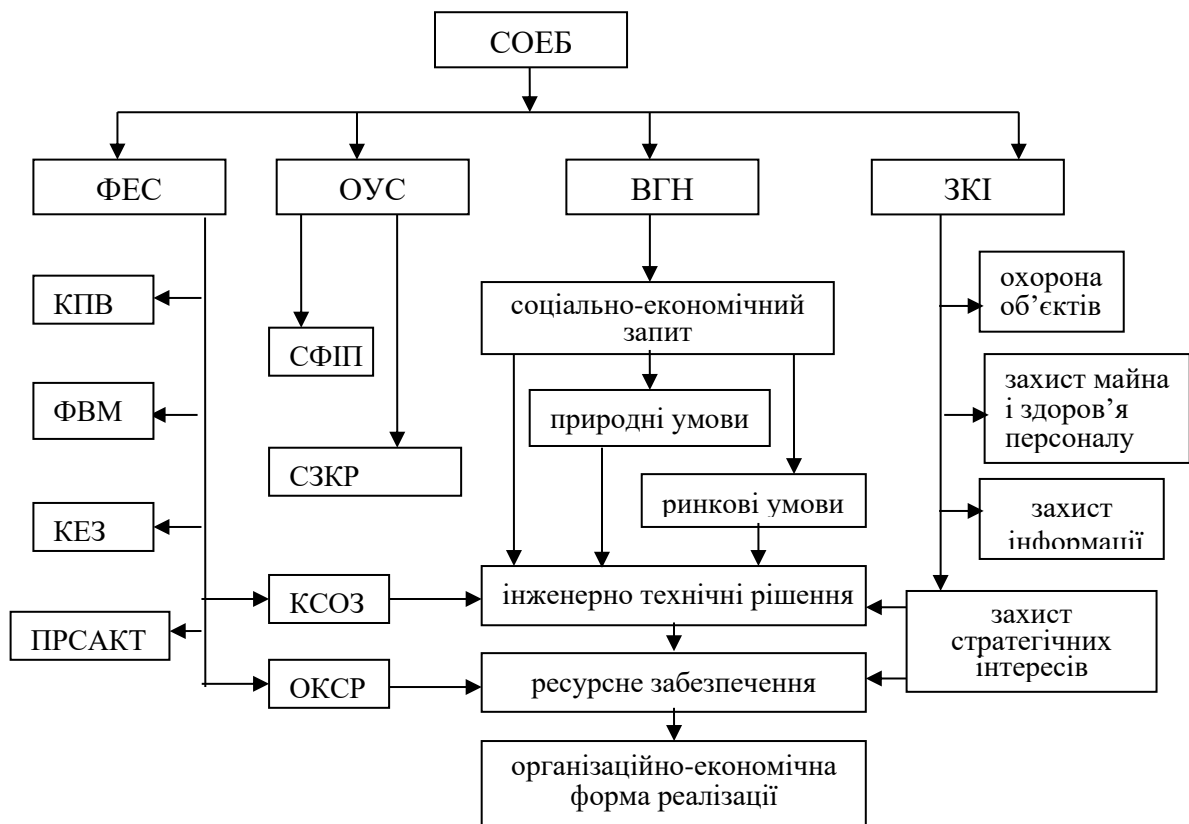 СОЕБ
ФЕС
ОУС
ВГН
ЗКІ
КПВ
соціально-економічний
запит
охорона
об’єктів
СФІП
ФВМ
природні умови
захист майна
і здоров’я
персоналу
СЗКР
ринкові умови
КЕЗ
захист
інформації
КСОЗ
інженерно технічні рішення
ПРСАКТ
захист
стратегічних
інтересів
ОКСР
ресурсне забезпечення
організаційно-економічна
форма реалізації